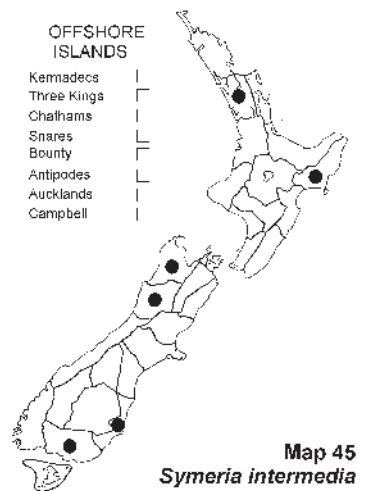 OFFSHORE
ISLANDS
Kermadecs
Three Kings
Chathams
Snares
Bounty
Antipodes
Aucklands
Campbell
Map 45
Symeria intermedia